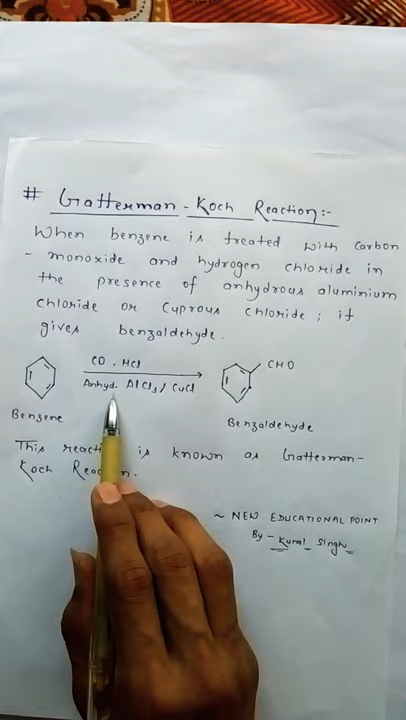 # Gatterman - Koch Reaction:-
When benzene is treated with Carbon
- monoxide and hydrogen chloride in
the presence of anhydrous aluminium
chloride or Cuprous chloride ; it
gives benzaldehyde.
CO , HCl
Anhyd. AlCl3 / CuCl
CHO
Benzene
Benzaldehyde
This is known as Gatterman-
Koch
~ NEW EDUCATIONAL POINT
By - Kunal Singh